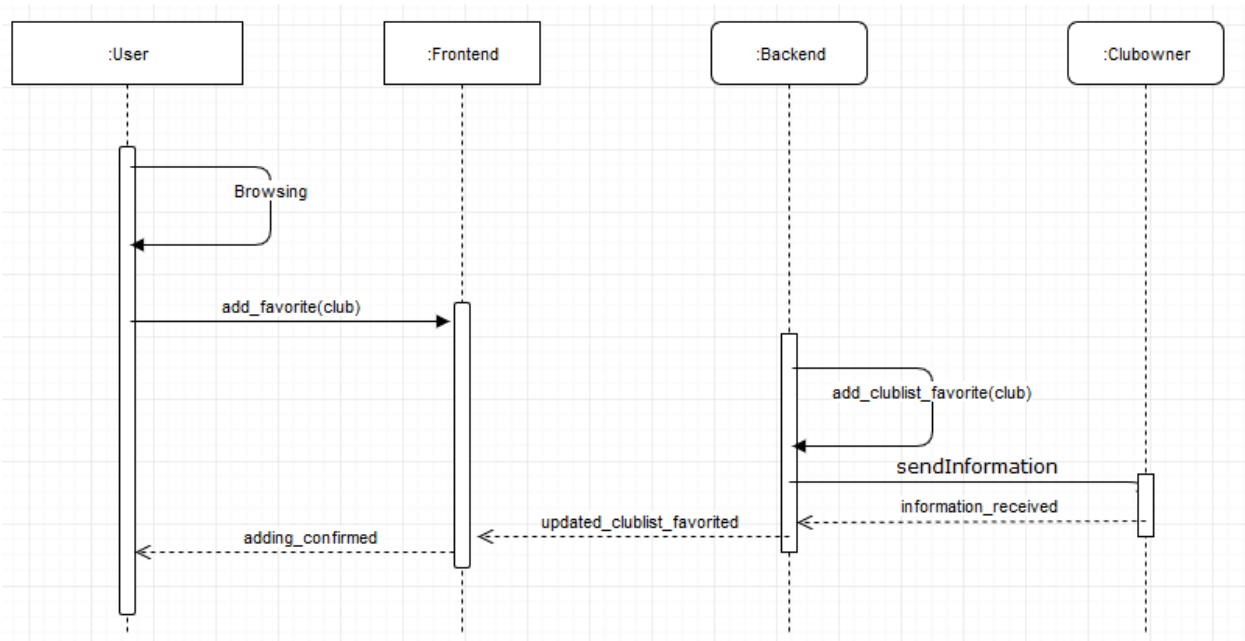 :User
:Frontend
:Backend
:Clubowner
Browsing
add_favorite(club)
add_clublist_favorite(club)
sendInformation
information_received
updated_clublist_favorited
adding_confirmed